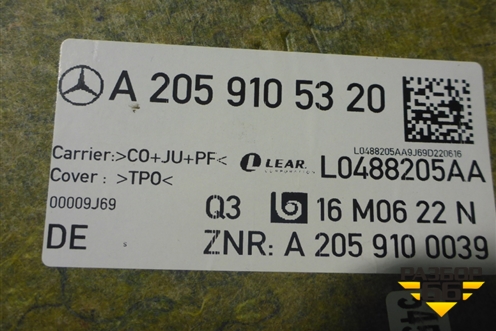 A 205 910 53 20
L0488205AA9J69D220616
Carrier:>CO+JU+PF<
LEAR
CORPORATION
L0488205AA
Cover : >TPO<
00009J69
Q3
16 M06 22 N
DE
ZNR: A 205 910 0039